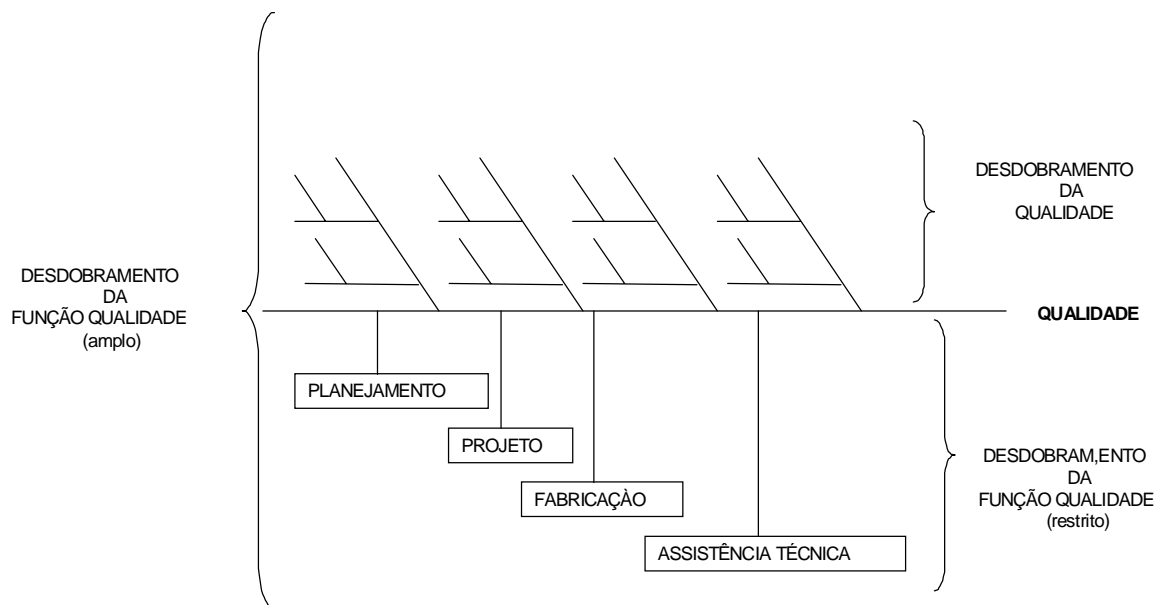 DESDOBRAMENTO
DA
QUALIDADE
DESDOBRAMENTO
DA
FUNÇÃO QUALIDADE
(amplo)
QUALIDADE
PLANEJAMENTO
PROJETO
FABRICAÇÀO
ASSISTÊNCIA TÉCNICA
DESDOBRAM,ENTO
DA
FUNÇÃO QUALIDADE
(restrito)